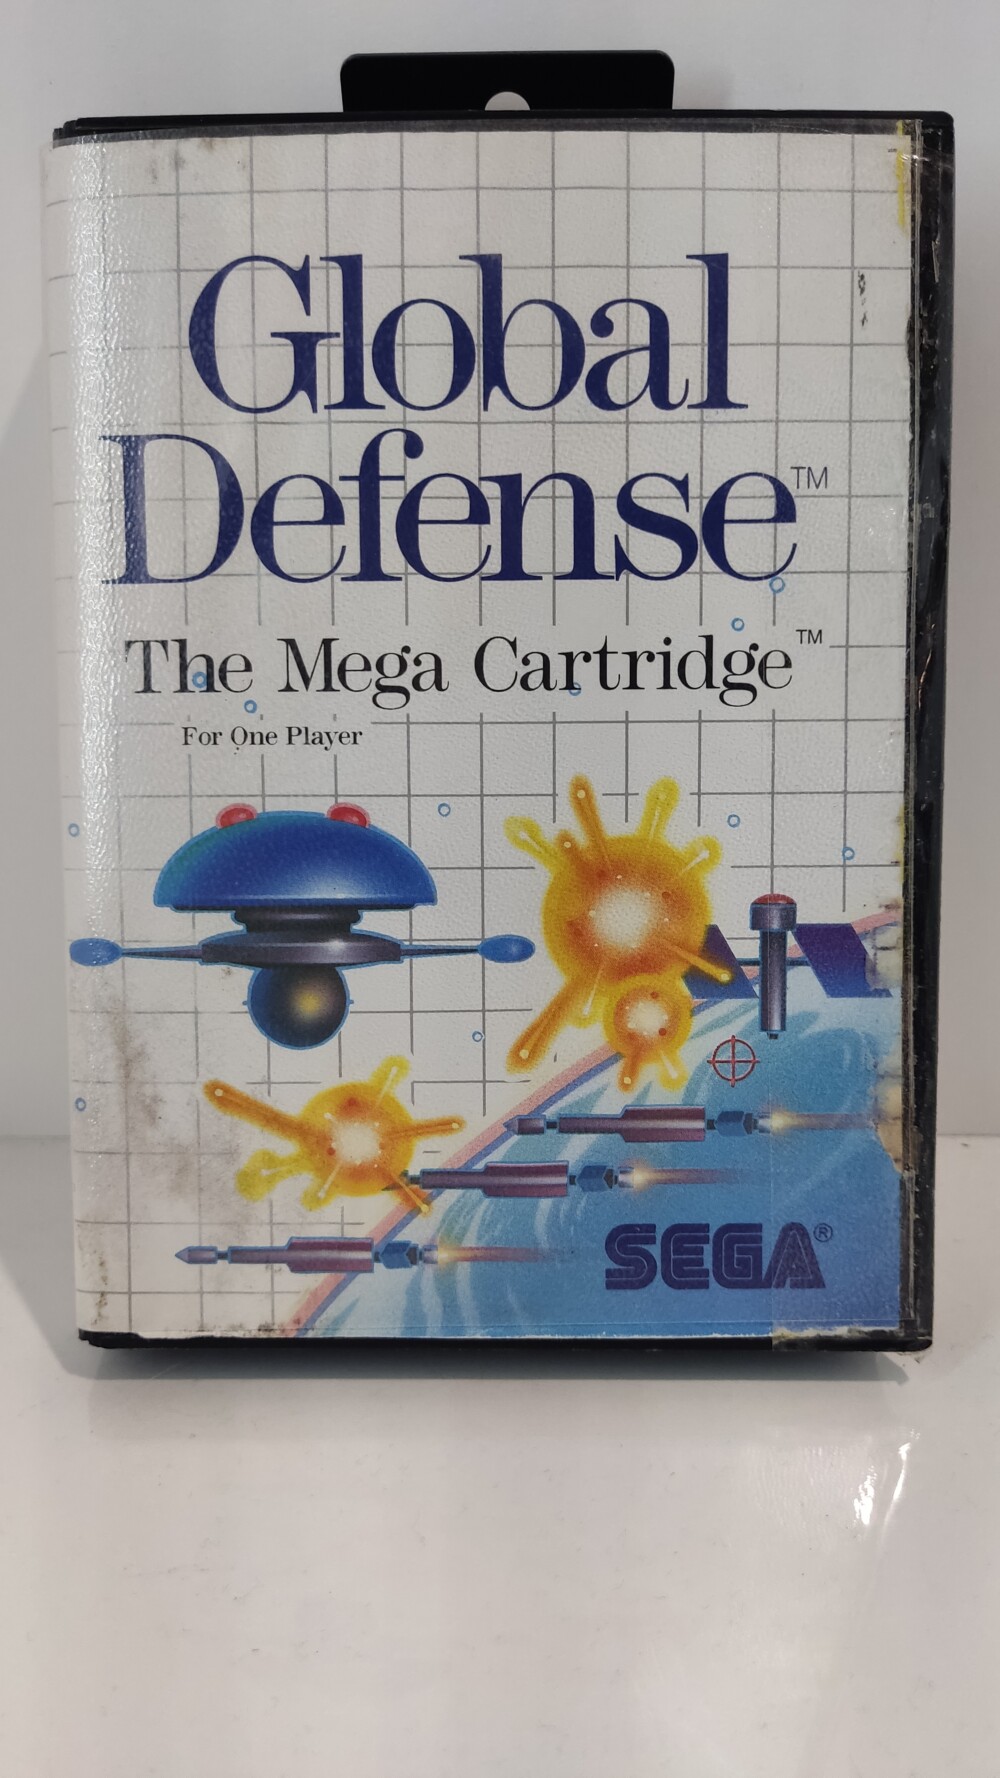 Global
Defense™
The Mega Cartridge™
For One Player
SEGA®